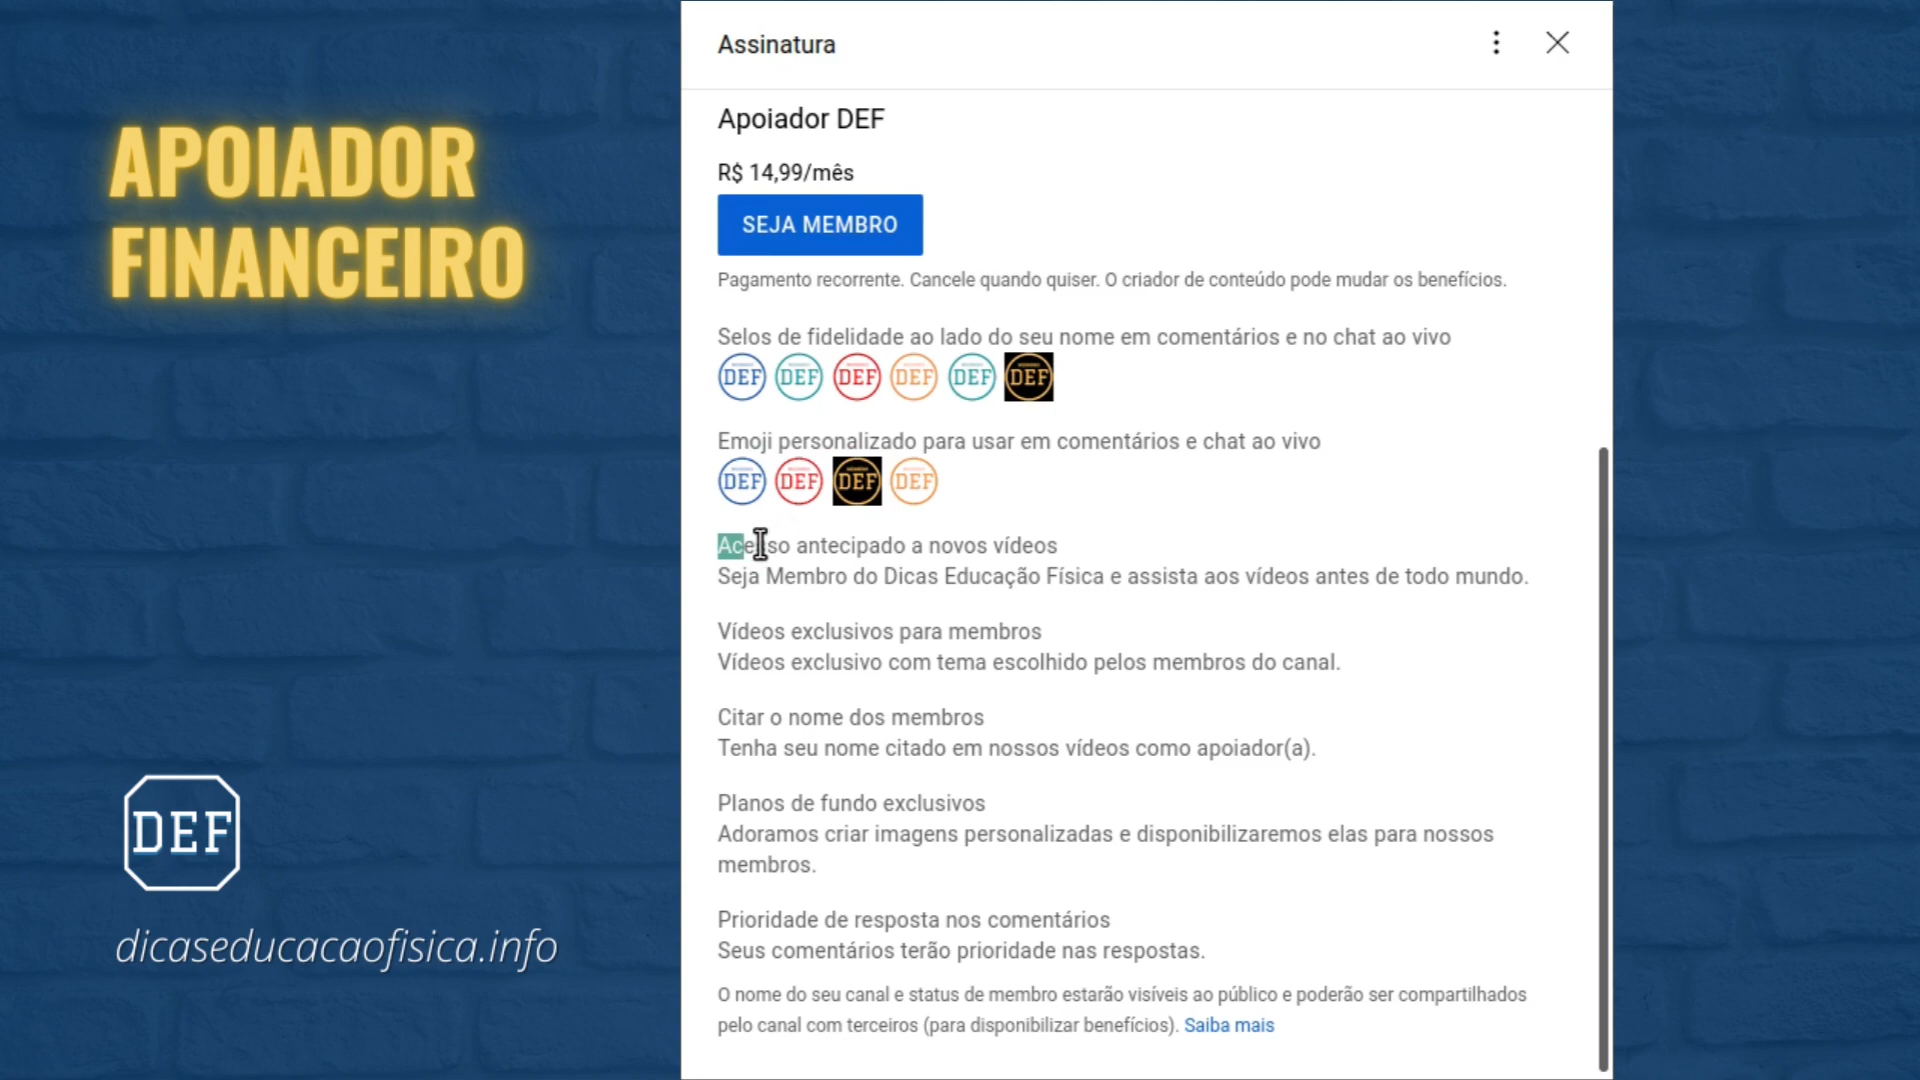 APOIADOR
FINANCEIRO
DEF
dicaseducacaofisica.info
Assinatura
Apoiador DEF
R$ 14,99/mês
SEJA MEMBRO
Pagamento recorrente. Cancele quando quiser. O criador de conteúdo pode mudar os benefícios.
Selos de fidelidade ao lado do seu nome em comentários e no chat ao vivo
DEF DEF DEF DEF DEF DEF
Emoji personalizado para usar em comentários e chat ao vivo
DEF DEF DEF DEF
Acesso antecipado a novos vídeos
Seja Membro do Dicas Educação Física e assista aos vídeos antes de todo mundo.
Vídeos exclusivos para membros
Vídeos exclusivo com tema escolhido pelos membros do canal.
Citar o nome dos membros
Tenha seu nome citado em nossos vídeos como apoiador(a).
Planos de fundo exclusivos
Adoramos criar imagens personalizadas e disponibilizaremos elas para nossos
membros.
Prioridade de resposta nos comentários
Seus comentários terão prioridade nas respostas.
O nome do seu canal e status de membro estarão visíveis ao público e poderão ser compartilhados
pelo canal com terceiros (para disponibilizar benefícios). Saiba mais